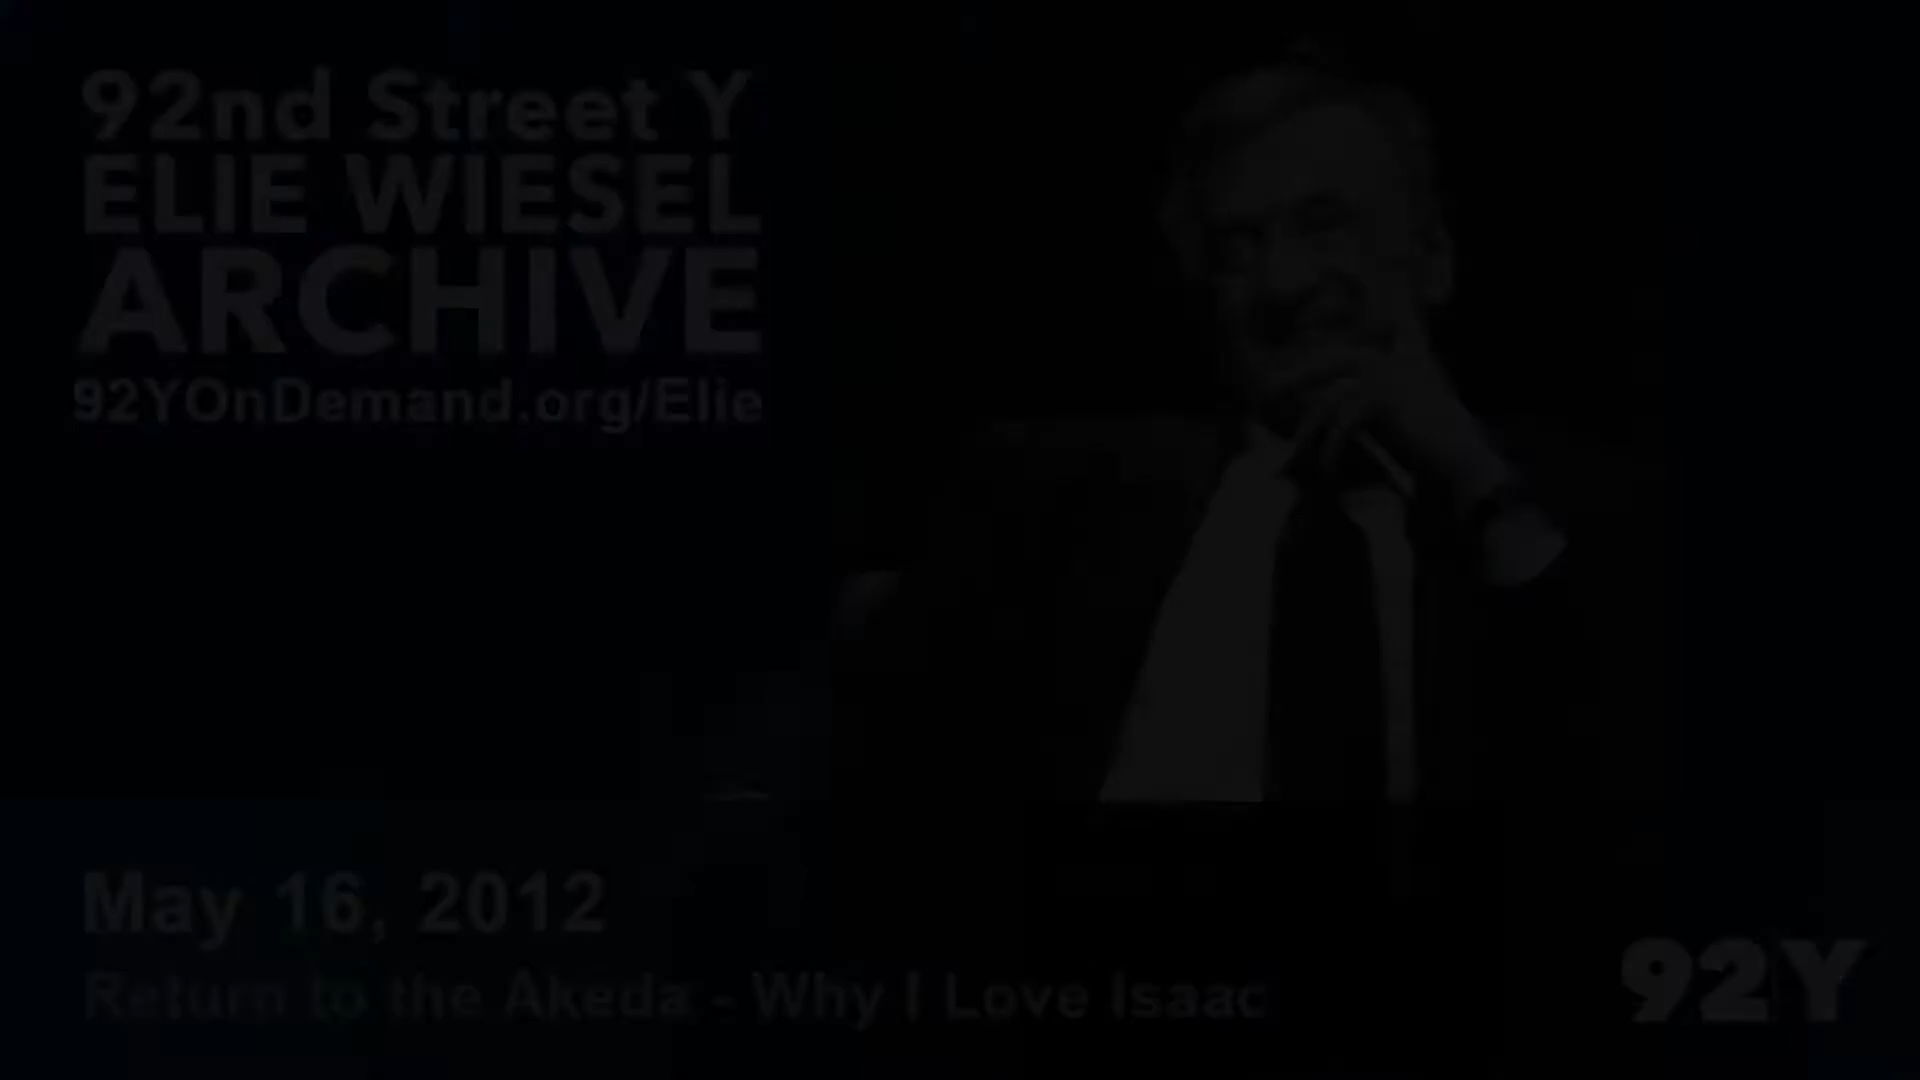 92nd Street Y
ELIE WIESEL
ARCHIVE
92YOnDemand.org/Elie
May 16, 2012
Return to the Akeda - Why I Love Isaac
92Y